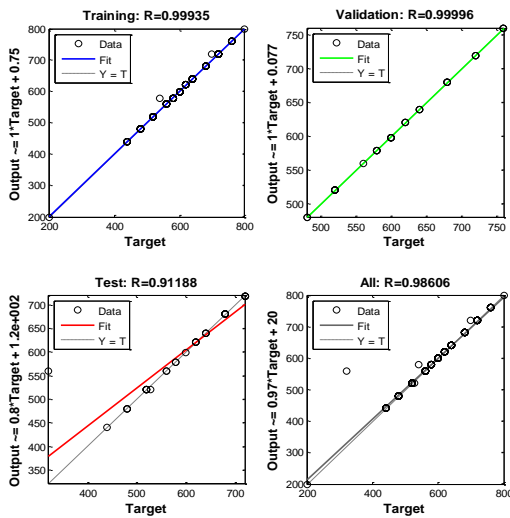 Training: R=0.99935
Output ~= 1*Target + 0.75
800
700
600
500
400
300
200
Data
Fit
Y = T
200
400
600
800
Target
Validation: R=0.99996
Output ~= 1*Target + 0.077
750
700
650
600
550
500
Data
Fit
Y = T
500
550
600
650
700
750
Target
Test: R=0.91188
Output ~= 0.8*Target + 1.2e+002
700
650
600
550
500
450
400
350
Data
Fit
Y = T
400
500
600
700
Target
All: R=0.98606
Output ~= 0.97*Target + 20
800
700
600
500
400
300
200
Data
Fit
Y = T
200
400
600
800
Target